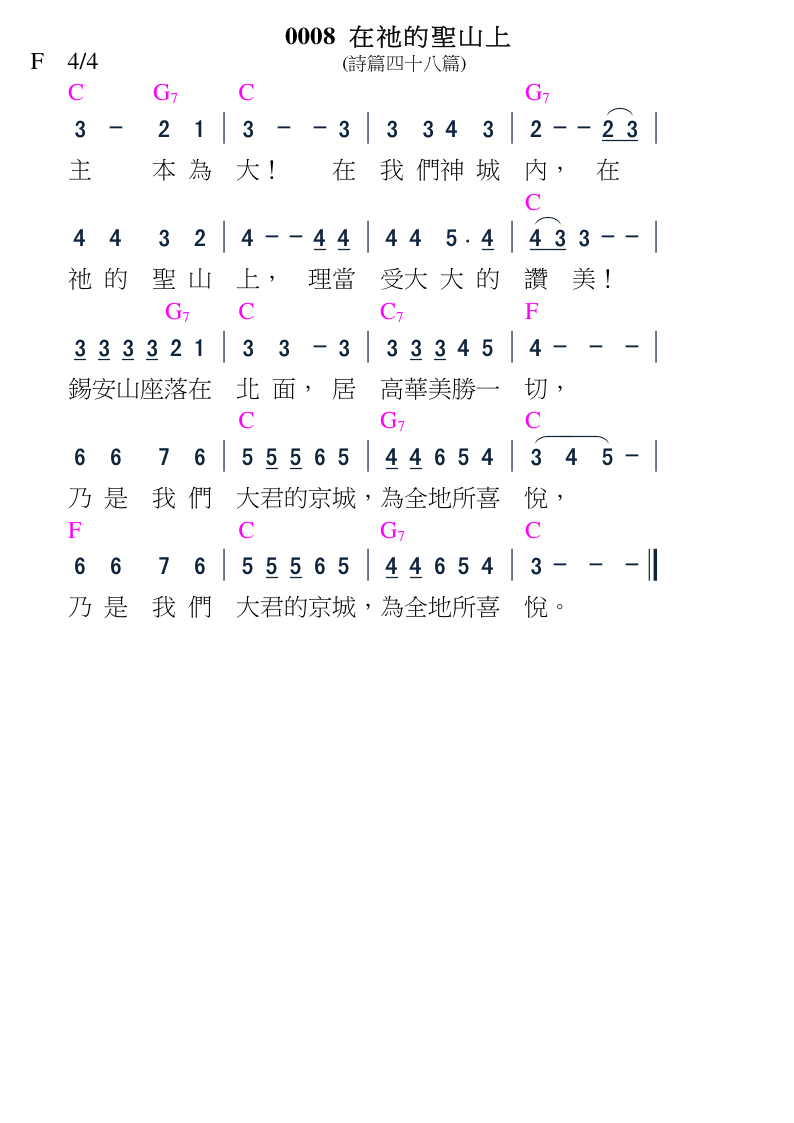 0008 在祂的聖山上
F 4/4 (詩篇四十八篇)
C G7 C G7
3 - 2 1 | 3 - - 3 | 3 3 4 3 | 2 - - 2 3 |
主 本為 大！ 在 我們神城 內， 在
C
4 4 3 2 | 4 - - 4 4 | 4 4 5 . 4 | 4 3 3 - - |
祂的 聖山 上， 理當 受大大的 讚 美！
G7 C C7 F
3 3 3 3 2 1 | 3 3 - 3 | 3 3 3 4 5 | 4 - - - |
錫安山座落在 北面， 居 高華美勝一 切，
C G7 C
6 6 7 6 | 5 5 5 6 5 | 4 4 6 5 4 | 3 4 5 - |
乃是 我們 大君的京城，為全地所喜 悅，
F C G7 C
6 6 7 6 | 5 5 5 6 5 | 4 4 6 5 4 | 3 - - - ||
乃是 我們 大君的京城，為全地所喜 悅。